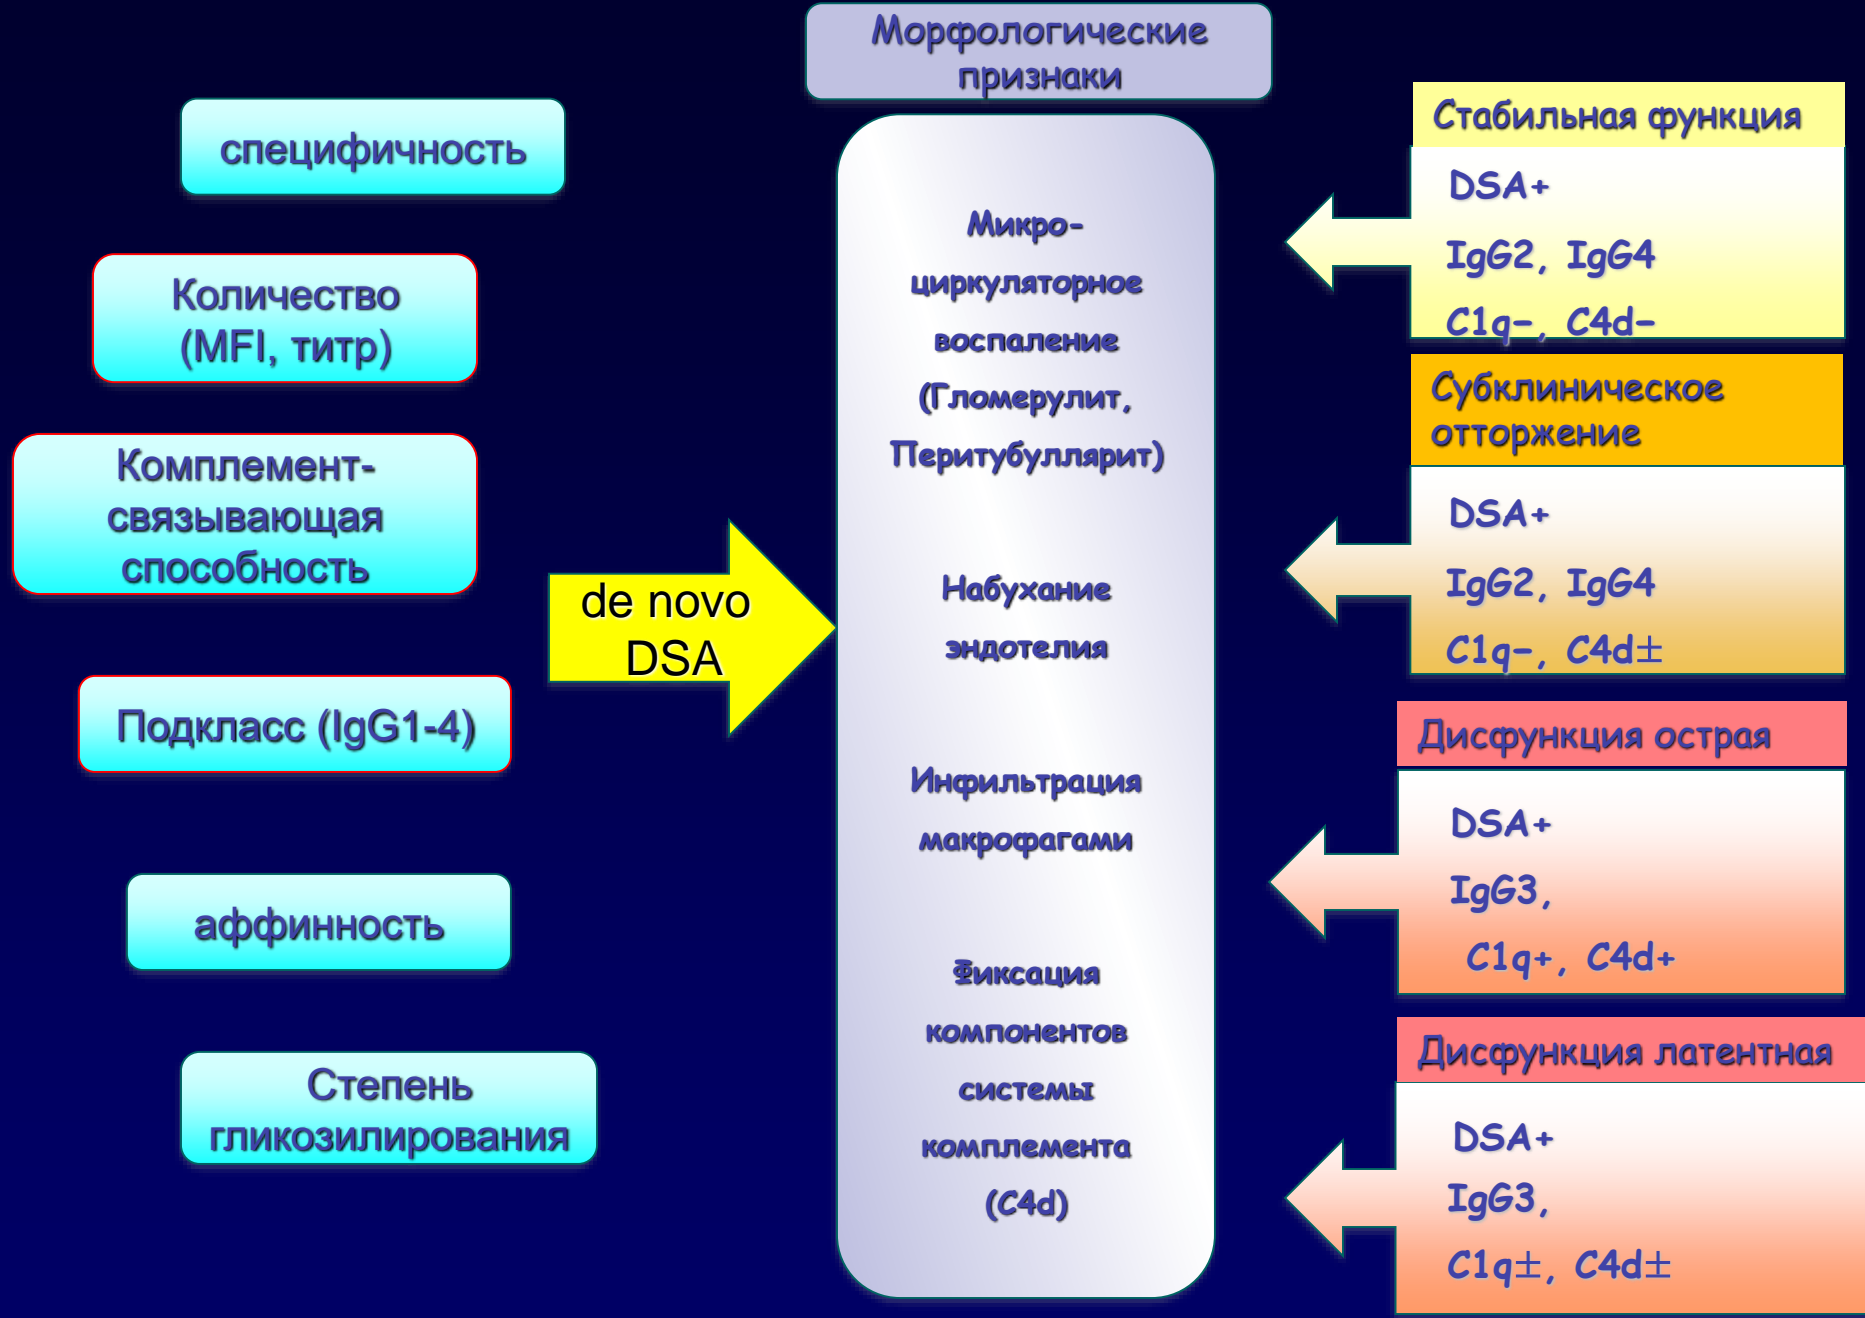 Морфологические
признаки
специфичность
Количество
(MFI, титр)
Комплемент-
связывающая
способность
Подкласс (IgG1-4)
аффинность
Степень
гликозилирования
de novo
DSA
Микро-
циркуляторное
воспаление
(Гломерулит,
Перитубуллярит)
Набухание
эндотелия
Инфильтрация
макрофагами
Фиксация
компонентов
системы
комплемента
(C4d)
Стабильная функция
DSA+
IgG2, IgG4
C1q–, C4d–
Субклиническое
отторжение
DSA+
IgG2, IgG4
C1q–, C4d±
Дисфункция острая
DSA+
IgG3,
C1q+, C4d+
Дисфункция латентная
DSA+
IgG3,
C1q±, C4d±